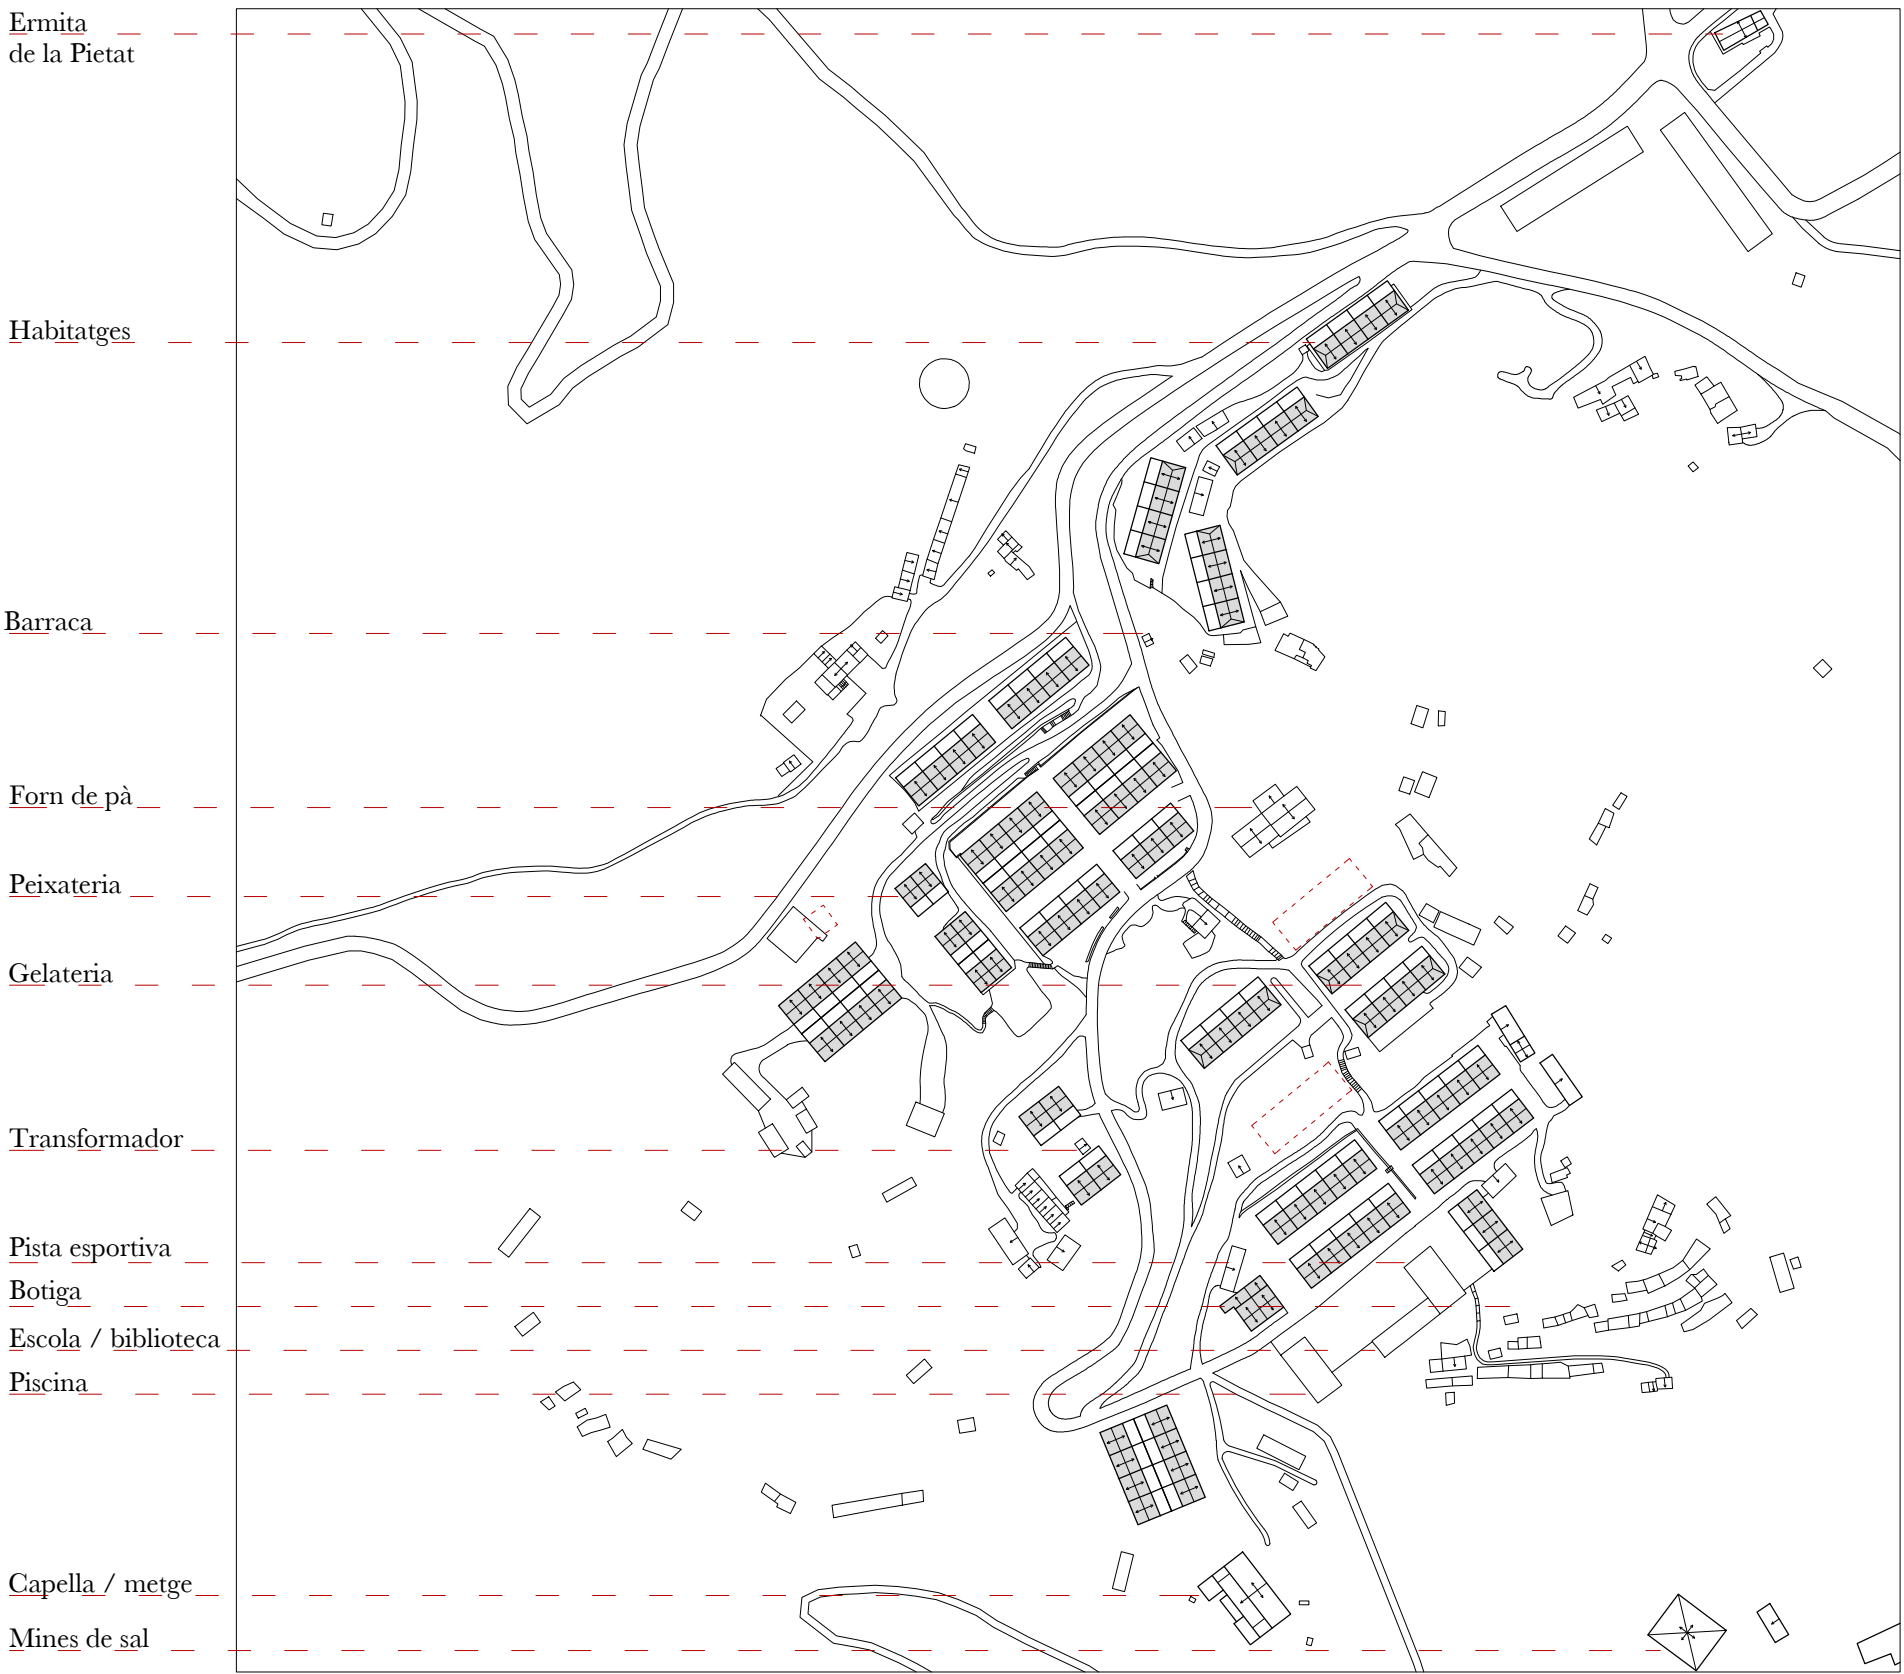 Ermita
de la Pietat
Habitatges
Barraca
Forn de pà
Peixateria
Gelateria
Transformador
Pista esportiva
Botiga
Escola / biblioteca
Piscina
Capella / metge
Mines de sal